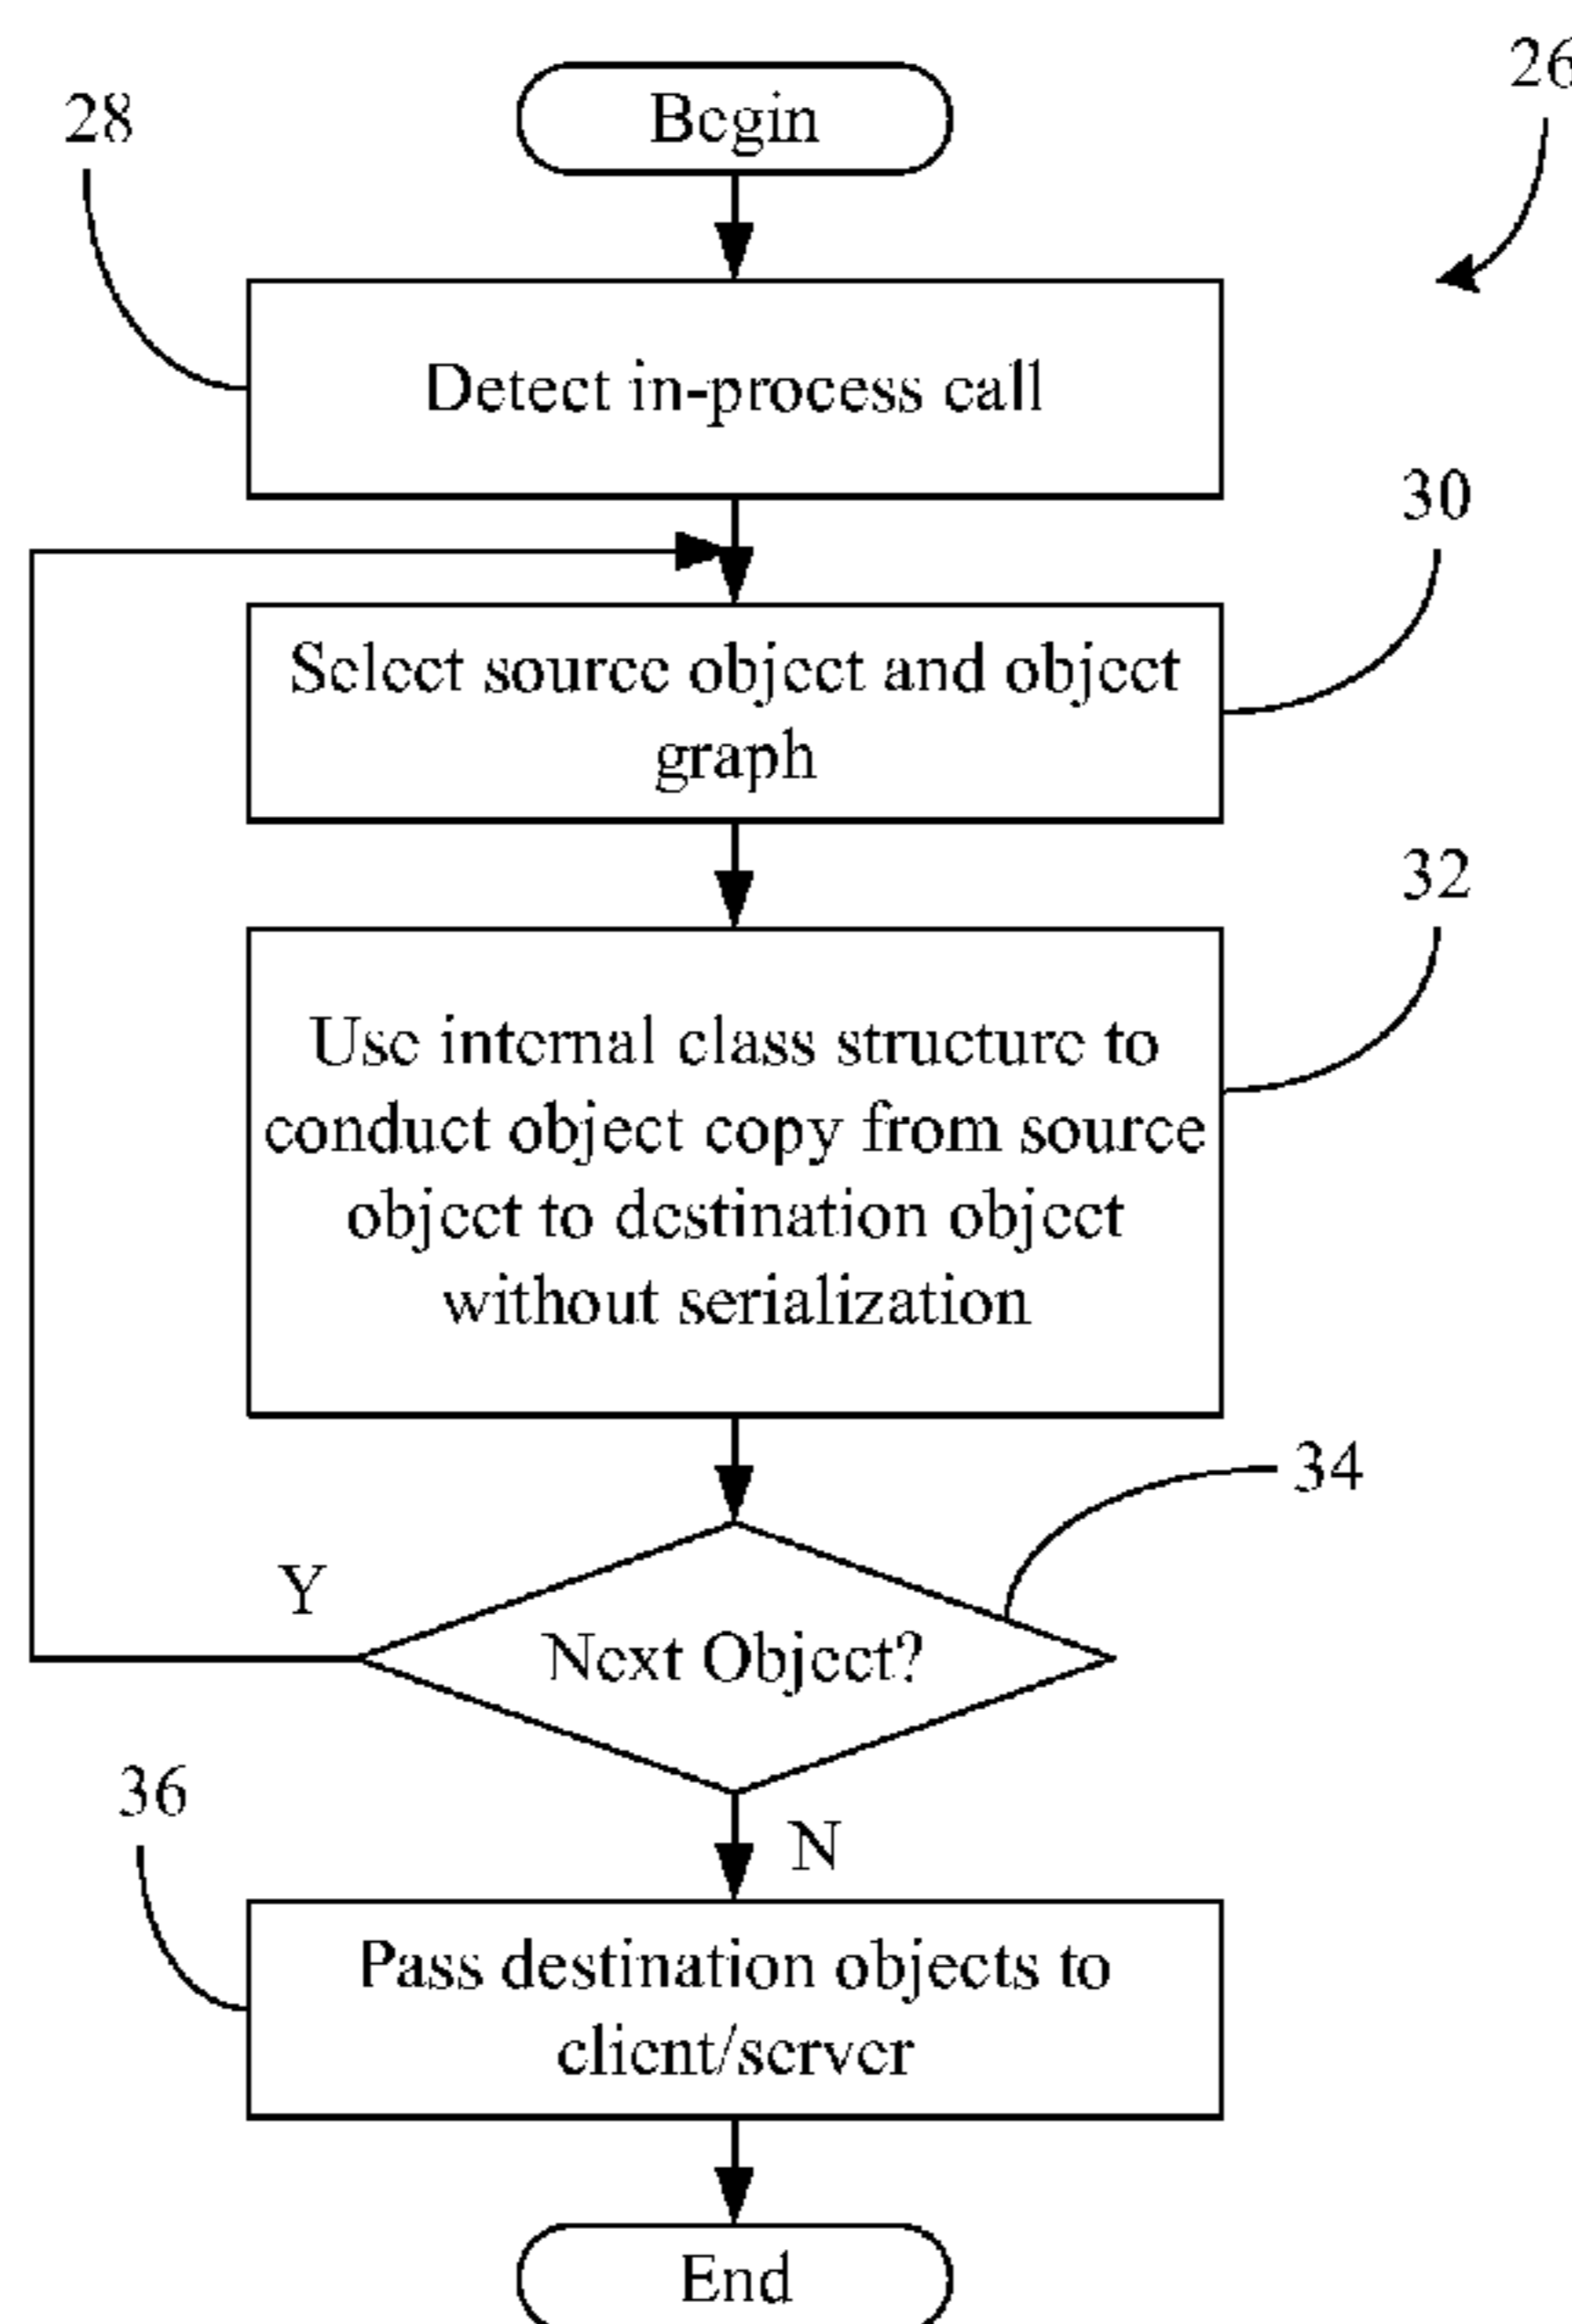 26
28
Begin
Detect in-process call
30
Select source object and object
graph
32
Use internal class structure to
conduct object copy from source
object to destination object
without serialization
34
Y
Next Object?
36
N
Pass destination objects to
client/server
End